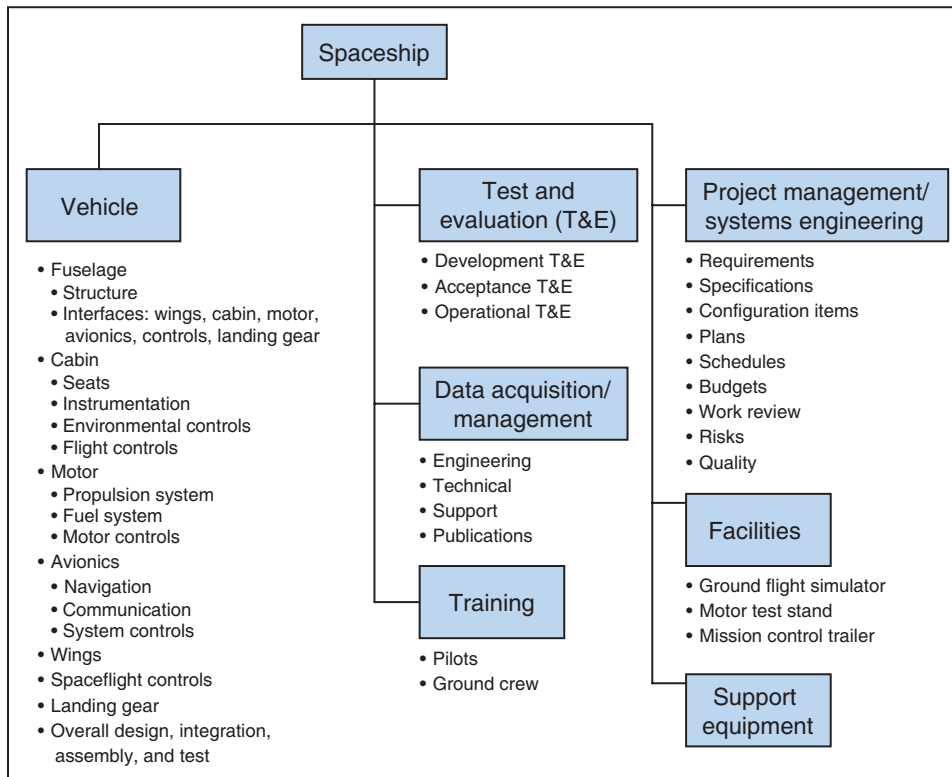 Spaceship
Vehicle
• Fuselage
• Structure
• Interfaces: wings, cabin, motor,
avionics, controls, landing gear
• Cabin
• Seats
• Instrumentation
• Environmental controls
• Flight controls
• Motor
• Propulsion system
• Fuel system
• Motor controls
• Avionics
• Navigation
• Communication
• System controls
• Wings
• Spaceflight controls
• Landing gear
• Overall design, integration,
assembly, and test
Test and
evaluation (T&E)
• Development T&E
• Acceptance T&E
• Operational T&E
Data acquisition/
management
• Engineering
• Technical
• Support
• Publications
Training
• Pilots
• Ground crew
Project management/
systems engineering
• Requirements
• Specifications
• Configuration items
• Plans
• Schedules
• Budgets
• Work review
• Risks
• Quality
Facilities
• Ground flight simulator
• Motor test stand
• Mission control trailer
Support
equipment